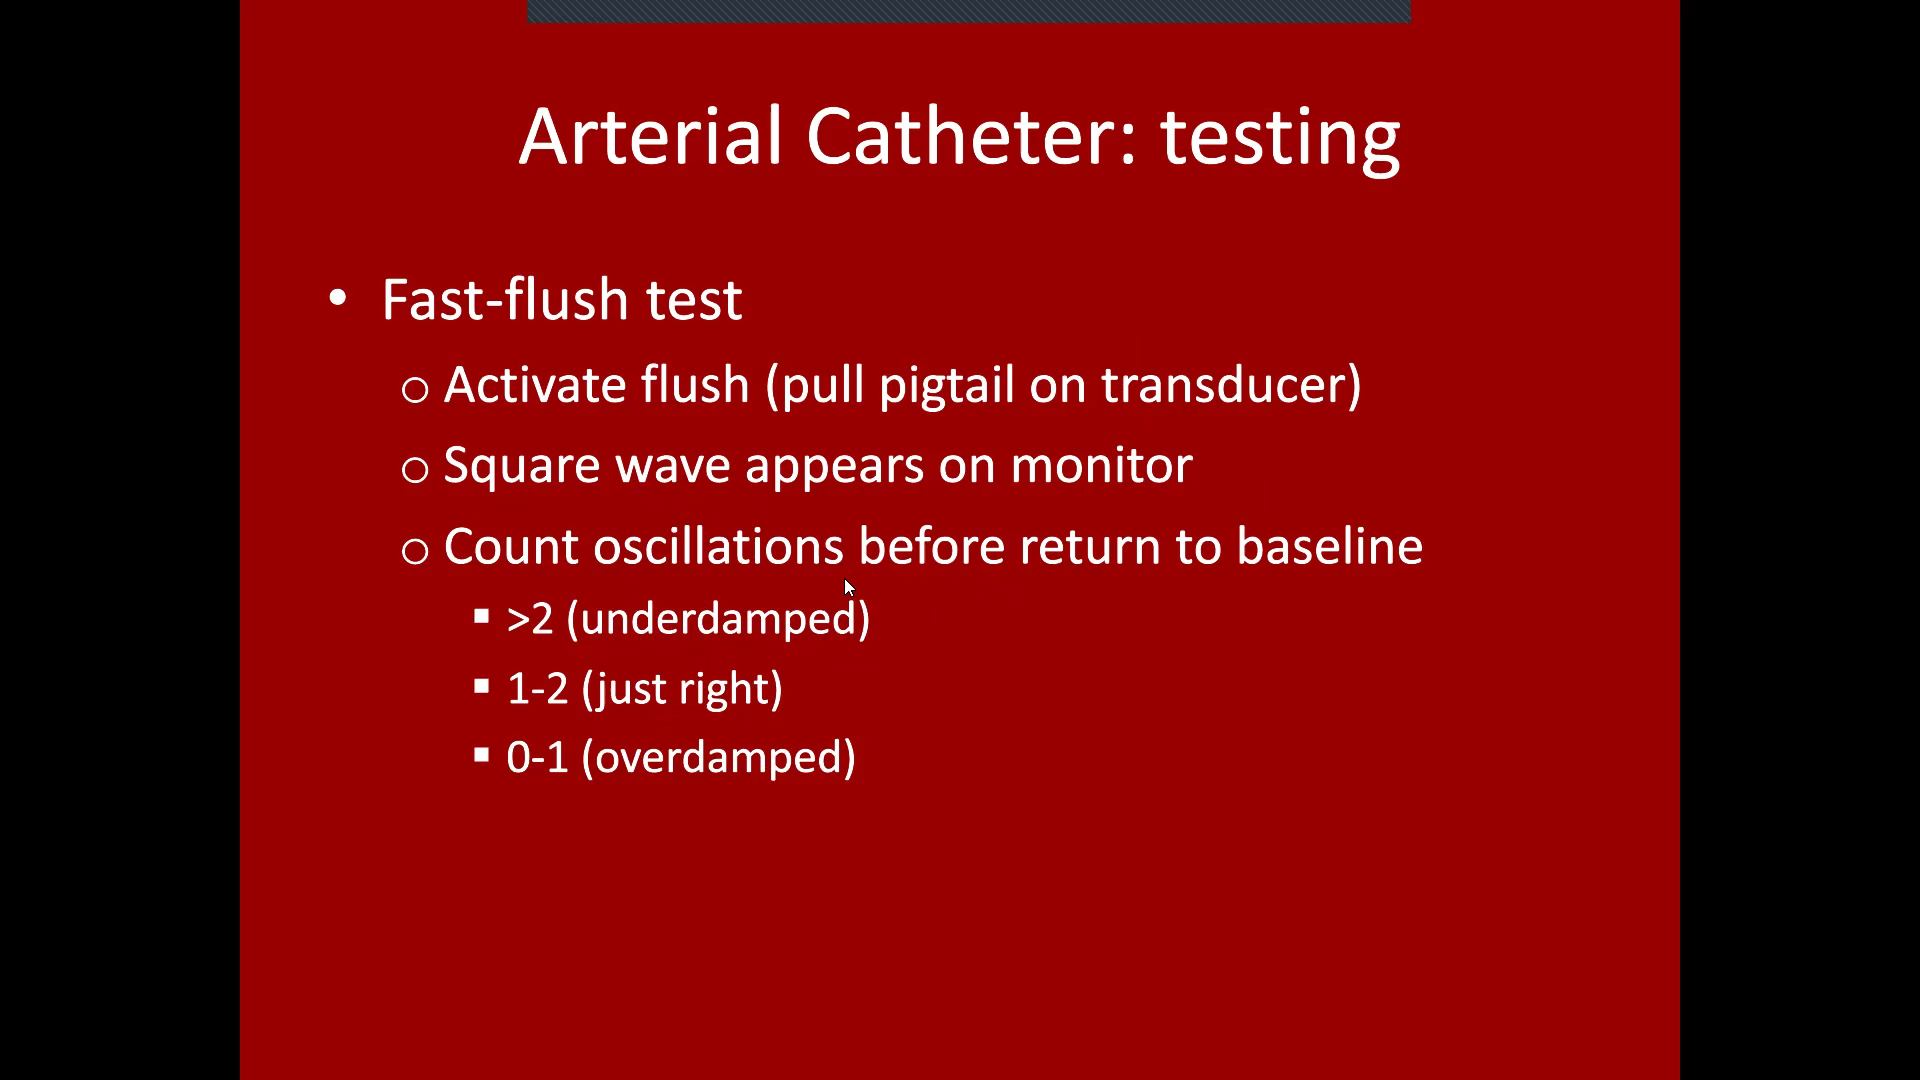 Arterial Catheter: testing
• Fast-flush test
o Activate flush (pull pigtail on transducer)
o Square wave appears on monitor
o Count oscillations before return to baseline
▪ >2 (underdamped)
▪ 1-2 (just right)
▪ 0-1 (overdamped)